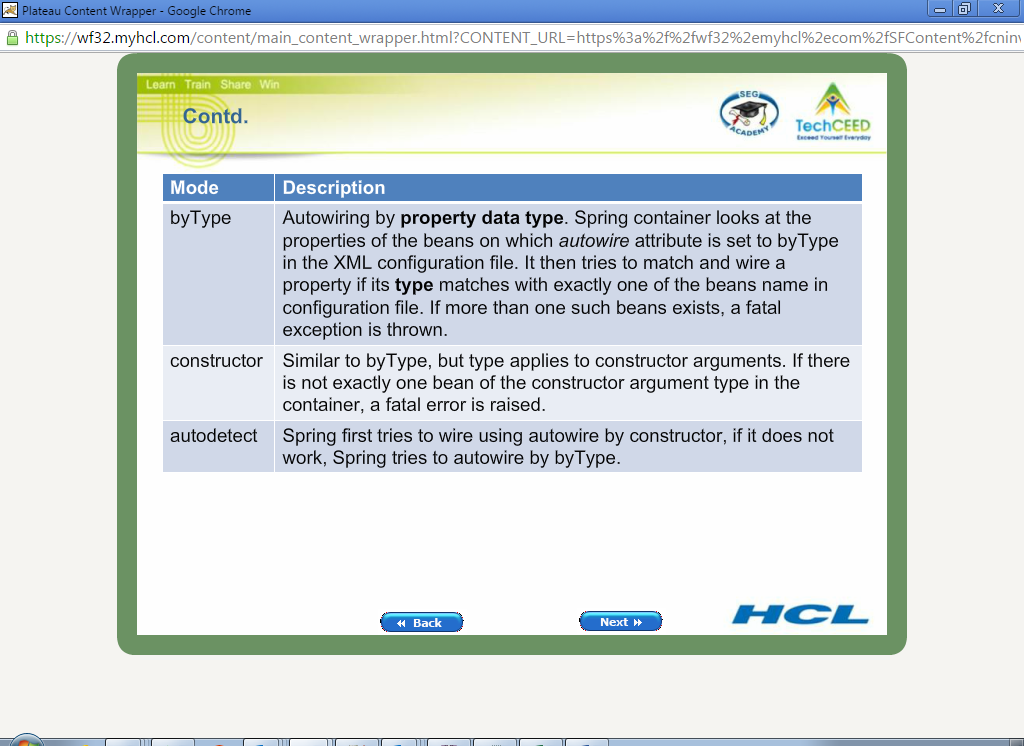 Plateau Content Wrapper - Google Chrome
https://wf32.myhcl.com/content/main_content_wrapper.html?CONTENT_URL=https%3a%2f%2fwf32%2emyhcl%2ecom%2fSFContent%2fcninv
Learn Train Share Win
Contd.
SEG
ACADEMY
TechCEED
Exceed Yourself Everyday
Mode Description
byType Autowiring by property data type. Spring container looks at the
properties of the beans on which autowire attribute is set to byType
in the XML configuration file. It then tries to match and wire a
property if its type matches with exactly one of the beans name in
configuration file. If more than one such beans exists, a fatal
exception is thrown.
constructor Similar to byType, but type applies to constructor arguments. If there
is not exactly one bean of the constructor argument type in the
container, a fatal error is raised.
autodetect Spring first tries to wire using autowire by constructor, if it does not
work, Spring tries to autowire by byType.
Back Next
HCL